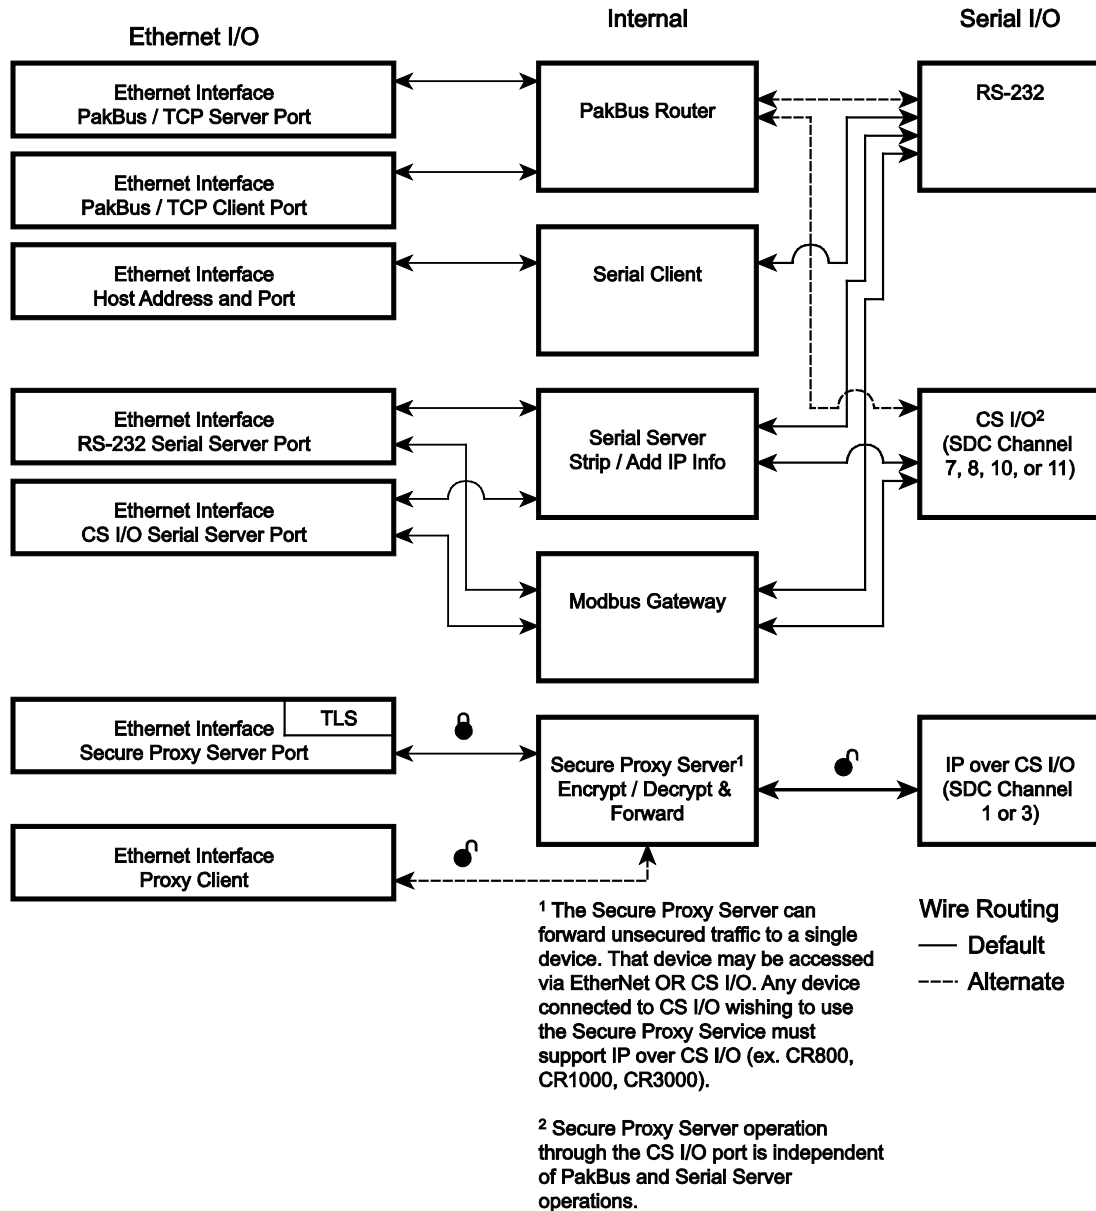 Ethernet I/O
Internal
Serial I/O
Ethernet Interface
PakBus / TCP Server Port
PakBus Router
RS-232
Ethernet Interface
PakBus / TCP Client Port
Ethernet Interface
Host Address and Port
Serial Client
Ethernet Interface
RS-232 Serial Server Port
Serial Server
Strip / Add IP Info
CS I/O²
(SDC Channel
7, 8, 10, or 11)
Ethernet Interface
CS I/O Serial Server Port
Modbus Gateway
TLS
Ethernet Interface
Secure Proxy Server Port
Secure Proxy Server¹
Encrypt / Decrypt &
Forward
IP over CS I/O
(SDC Channel
1 or 3)
Ethernet Interface
Proxy Client
¹ The Secure Proxy Server can
forward unsecured traffic to a single
device. That device may be accessed
via EtherNet OR CS I/O. Any device
connected to CS I/O wishing to use
the Secure Proxy Service must
support IP over CS I/O (ex. CR800,
CR1000, CR3000).
² Secure Proxy Server operation
through the CS I/O port is independent
of PakBus and Serial Server
operations.
Wire Routing
Default
Alternate